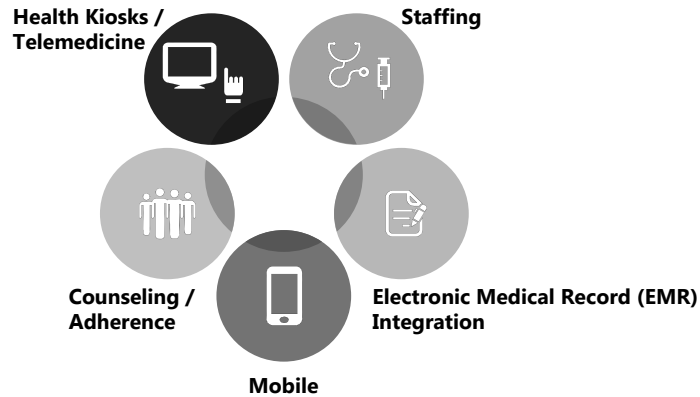 Health Kiosks /
Telemedicine
Staffing
Counseling /
Adherence
Electronic Medical Record (EMR)
Integration
Mobile